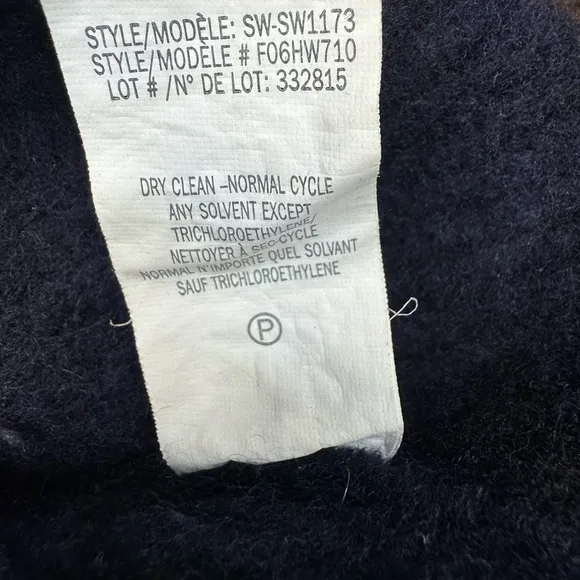 STYLE/MODÈLE: SW-SW1173
STYLE/MODÈLE # F06HW710
LOT # /N° DE LOT: 332815
DRY CLEAN –NORMAL CYCLE
ANY SOLVENT EXCEPT
TRICHLOROETHYLENE/
NETTOYER À SEC-CYCLE
NORMAL N'IMPORTE QUEL SOLVANT
SAUF TRICHLOROETHYLENE
P